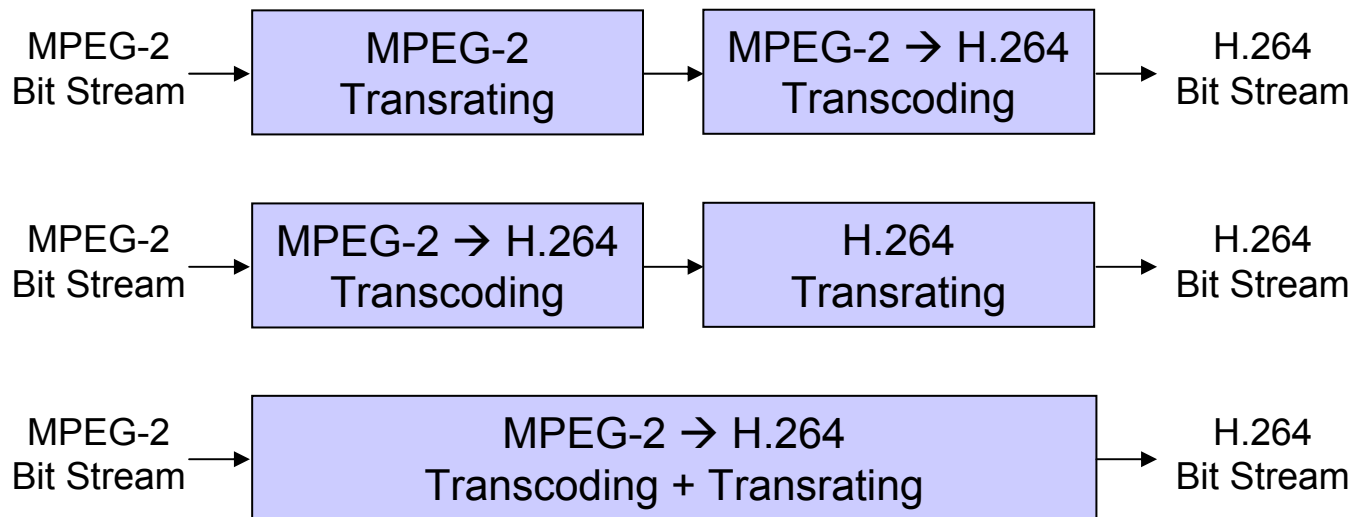 MPEG-2
Bit Stream
MPEG-2
Transrating
MPEG-2 → H.264
Transcoding
H.264
Bit Stream
MPEG-2
Bit Stream
MPEG-2 → H.264
Transcoding
H.264
Transrating
H.264
Bit Stream
MPEG-2
Bit Stream
MPEG-2 → H.264
Transcoding + Transrating
H.264
Bit Stream